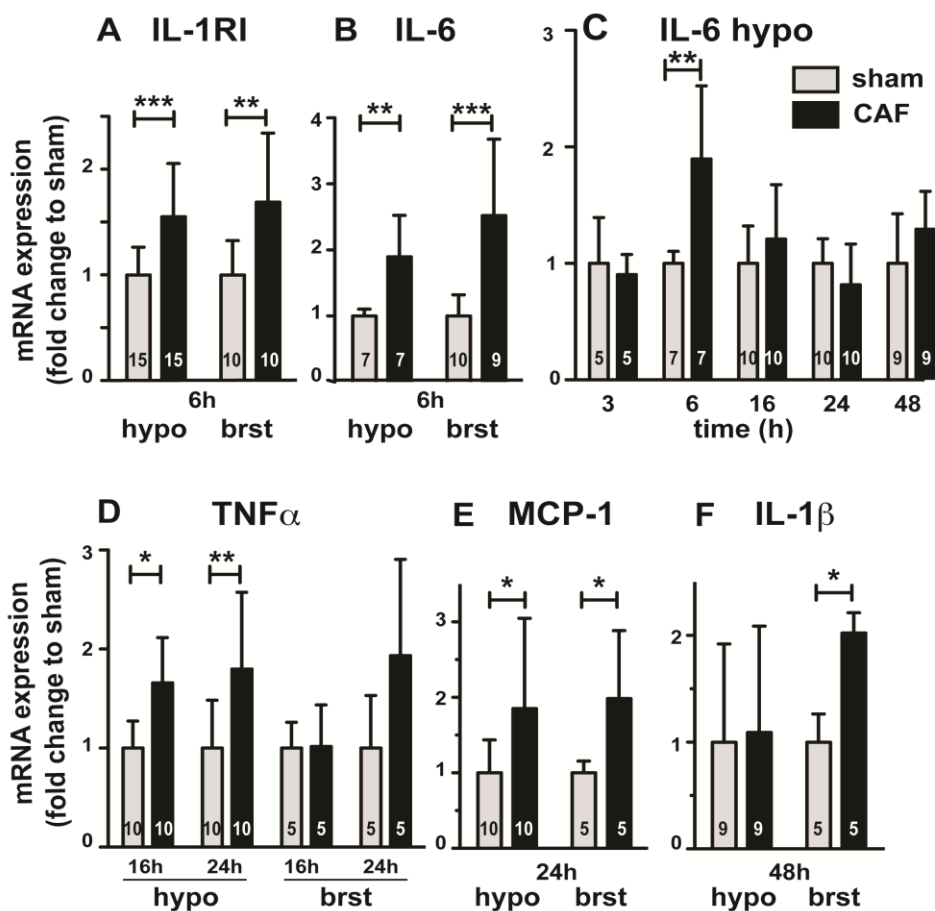 A IL-1RI
mRNA expression
(fold change to sham)
2
1
0
***
**
15
15
10
10
6h
hypo brst
B IL-6
4
3
2
1
0
**
***
7
7
10
9
6h
hypo brst
C IL-6 hypo
3
2
1
0
**
sham
CAF
5
5
7
7
10
10
10
10
9
9
3 6 16 24 48
time (h)
D TNFα
mRNA expression
(fold change to sham)
3
2
1
0
*
**
10
10
10
10
5
5
5
5
16h 24h 16h 24h
hypo brst
E MCP-1
3
2
1
0
*
*
10
10
5
5
24h
hypo brst
F IL-1β
2
1
0
*
9
9
5
5
48h
hypo brst